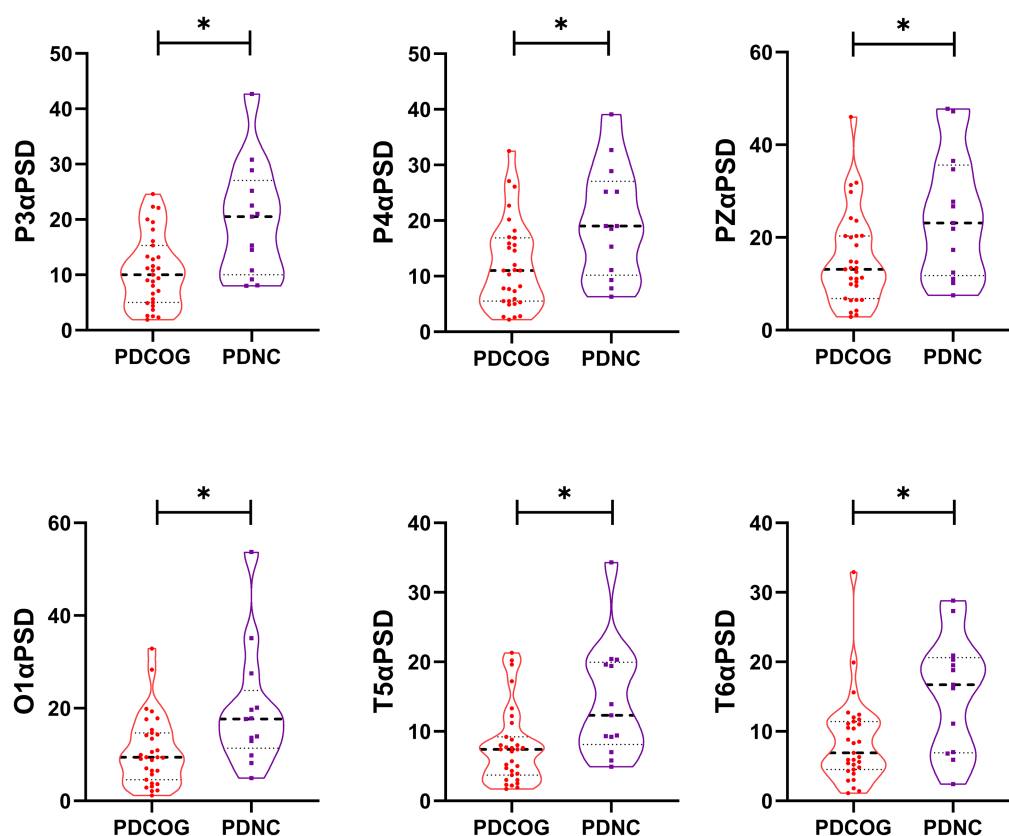 * * *
50 50 60
40 40
40
30 30
20 20
20
10 10
0 0 0
P3αPSD P4αPSD PZαPSD
PDCOG PDNC PDCOG PDNC PDCOG PDNC
* * *
60 40 40
30 30
40
20 20
20
10 10
0 0 0
O1αPSD T5αPSD T6αPSD
PDCOG PDNC PDCOG PDNC PDCOG PDNC